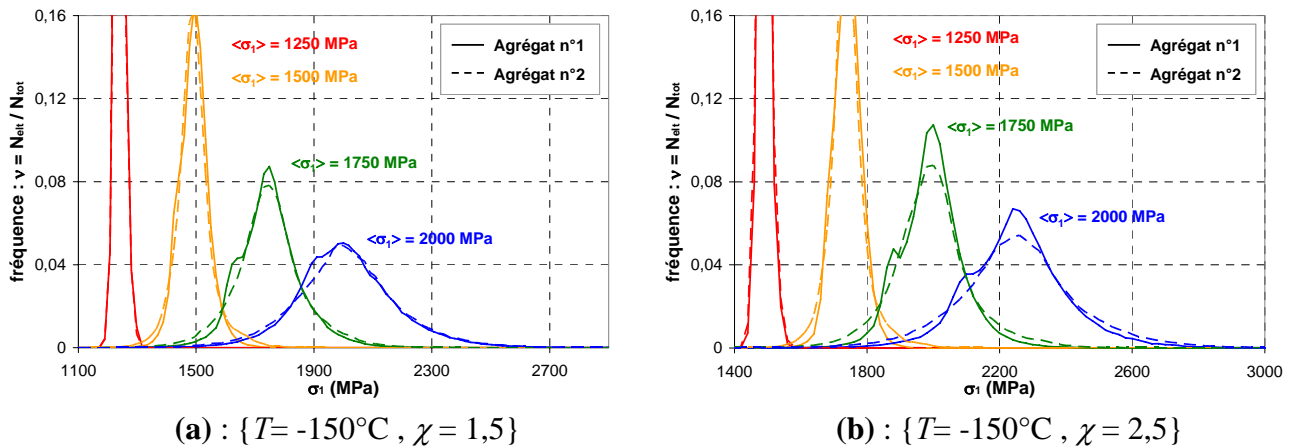 fréquence : ν = Nelt / Ntot
0,16
0,12
0,08
0,04
0
1100 1500 1900 2300 2700
σ1 (MPa)
<σ1> = 1250 MPa
<σ1> = 1500 MPa
<σ1> = 1750 MPa
<σ1> = 2000 MPa
Agrégat n°1
Agrégat n°2
(a) : {T= -150°C , χ = 1,5}
fréquence : ν = Nelt / Ntot
0,16
0,12
0,08
0,04
0
1400 1800 2200 2600 3000
σ1 (MPa)
<σ1> = 1250 MPa
<σ1> = 1500 MPa
<σ1> = 1750 MPa
<σ1> = 2000 MPa
Agrégat n°1
Agrégat n°2
(b) : {T= -150°C , χ = 2,5}